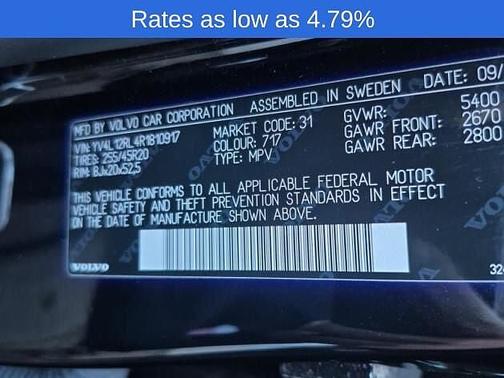 Rates as low as 4.79%
MFD BY VOLVO CAR CORPORATION ASSEMBLED IN SWEDEN DATE: 09/
VIN: YV4L12RL4R1810917 MARKET CODE: 31 GVWR: 5400
TIRES: 255/45R20 COLOUR: 717 GAWR FRONT: 2670
RIM: 8Jx20x52,5 TYPE: MPV GAWR REAR: 2800
THIS VEHICLE CONFORMS TO ALL APPLICABLE FEDERAL MOTOR
VEHICLE SAFETY AND THEFT PREVENTION STANDARDS IN EFFECT
ON THE DATE OF MANUFACTURE SHOWN ABOVE.
VOLVO 32